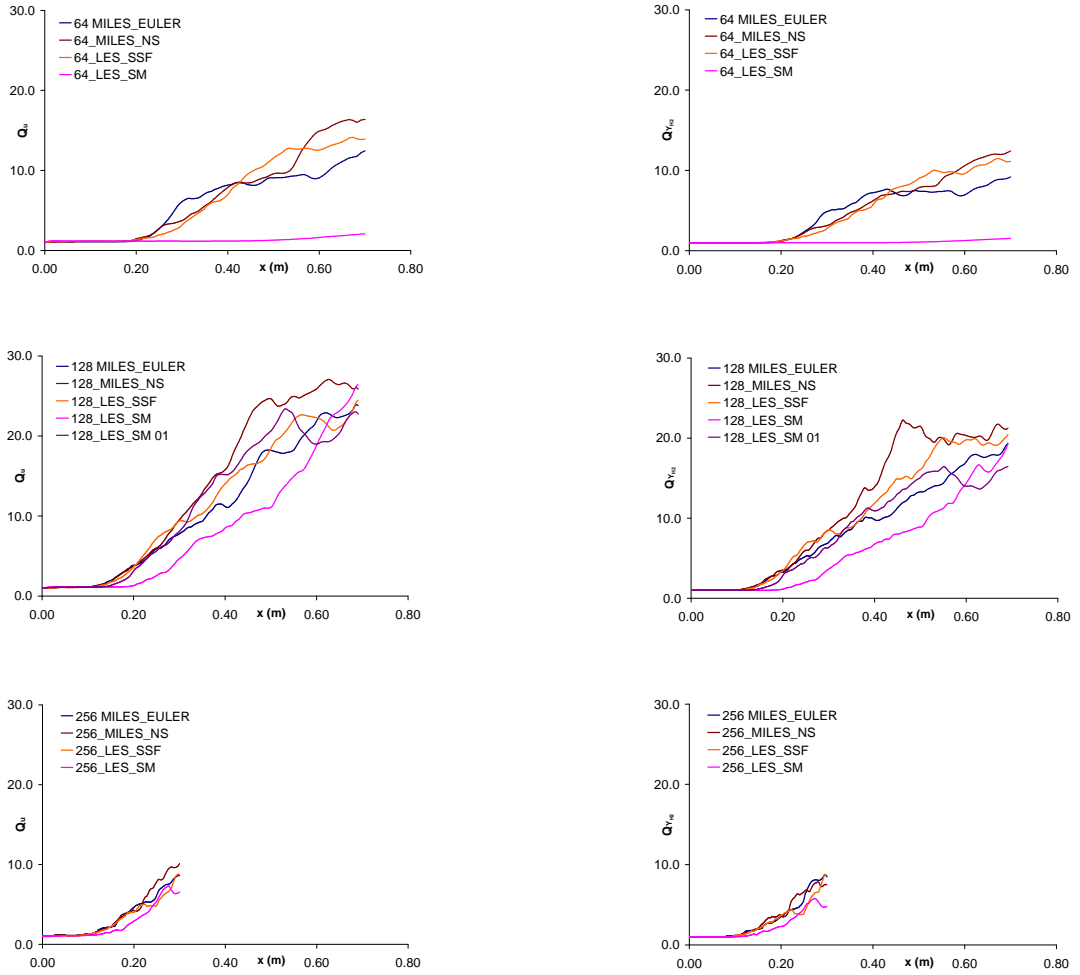 30.0
64 MILES_EULER
64_MILES_NS
64_LES_SSF
64_LES_SM
20.0
Qu
10.0
0.0
0.00
0.20
0.40
x (m)
0.60
0.80
30.0
64 MILES_EULER
64_MILES_NS
64_LES_SSF
64_LES_SM
20.0
QYH2
10.0
0.0
0.00
0.20
0.40
x (m)
0.60
0.80
30.0
128 MILES_EULER
128_MILES_NS
128_LES_SSF
128_LES_SM
128_LES_SM 01
20.0
Qu
10.0
0.0
0.00
0.20
0.40
x (m)
0.60
0.80
30.0
128 MILES_EULER
128_MILES_NS
128_LES_SSF
128_LES_SM
128_LES_SM 01
20.0
QYH2
10.0
0.0
0.00
0.20
0.40
x (m)
0.60
0.80
30.0
256 MILES_EULER
256_MILES_NS
256_LES_SSF
256_LES_SM
20.0
Qu
10.0
0.0
0.00
0.20
0.40
x (m)
0.60
0.80
30.0
256 MILES_EULER
256_MILES_NS
256_LES_SSF
256_LES_SM
20.0
QYH2
10.0
0.0
0.00
0.20
0.40
x (m)
0.60
0.80